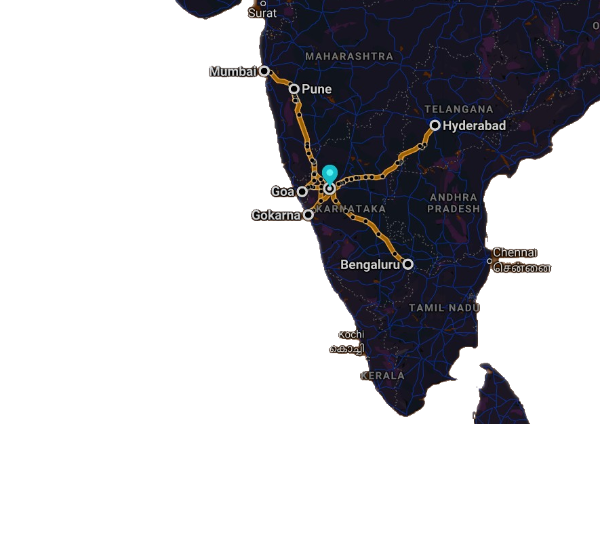 Surat
MAHARASHTRA
Mumbai
Pune
TELANGANA
Hyderabad
Goa
KARNATAKA
ANDHRA
PRADESH
Gokarna
Bengaluru
Chennai
சென்னை
TAMIL NADU
Kochi
കൊച്ചി
KERALA
O